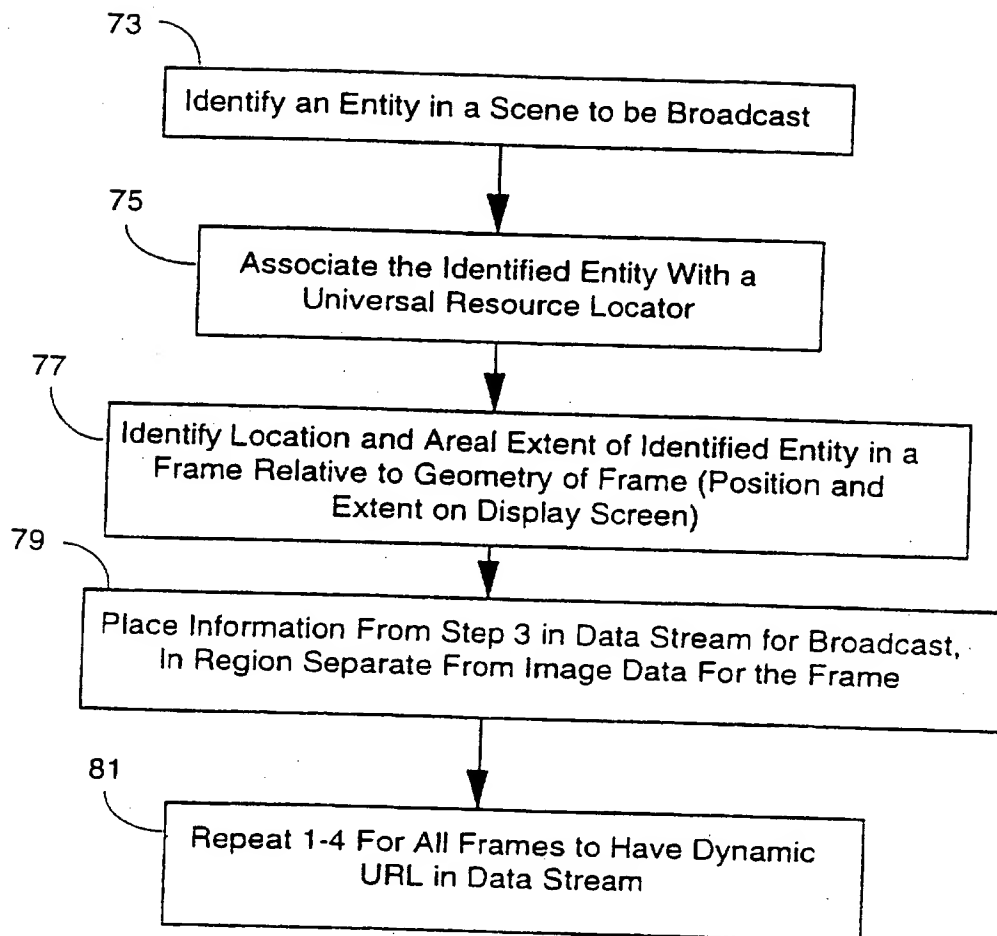 73
Identify an Entity in a Scene to be Broadcast
75
Associate the Identified Entity With a
Universal Resource Locator
77
Identify Location and Areal Extent of Identified Entity in a
Frame Relative to Geometry of Frame (Position and
Extent on Display Screen)
79
Place Information From Step 3 in Data Stream for Broadcast,
In Region Separate From Image Data For the Frame
81
Repeat 1-4 For All Frames to Have Dynamic
URL in Data Stream